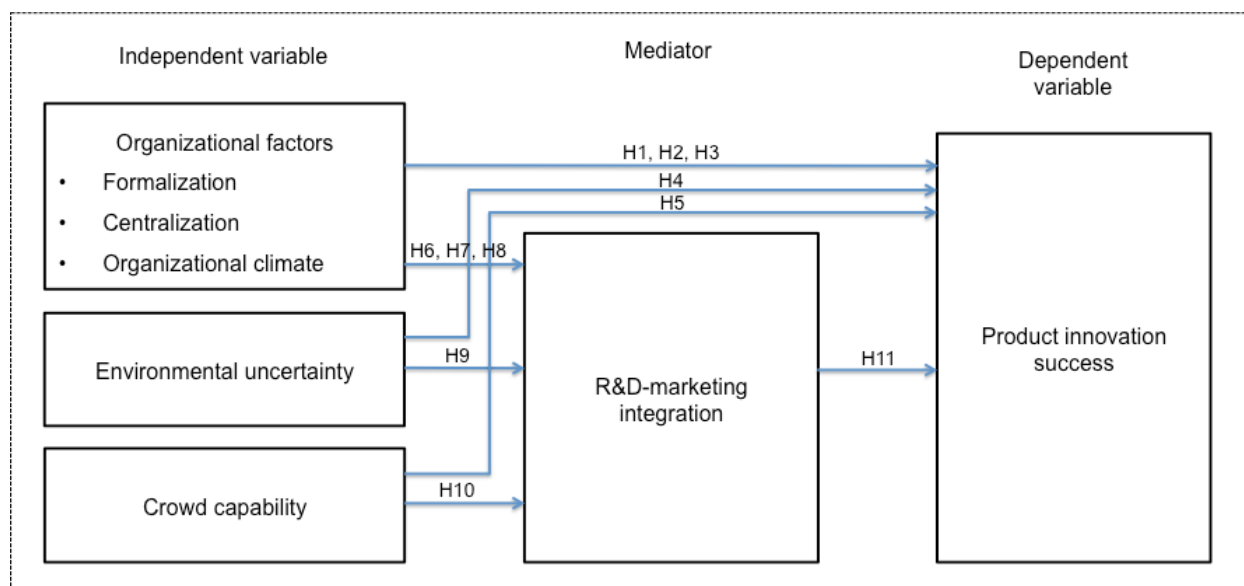 Independent variable
Mediator
Dependent
variable
Organizational factors
• Formalization
• Centralization
• Organizational climate
H1, H2, H3
H4
H5
H6, H7, H8
Environmental uncertainty
H9
R&D-marketing
integration
H11
Product innovation
success
Crowd capability
H10